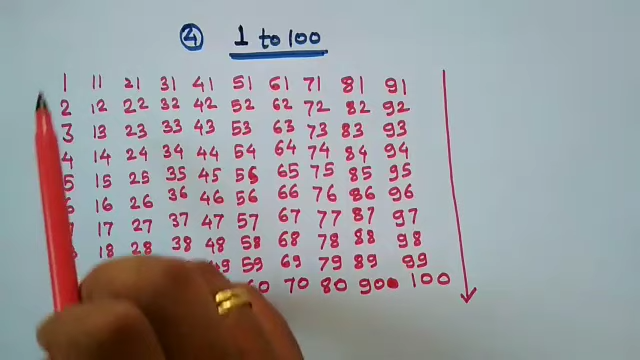 4 1 to 100
1 11 21 31 41 51 61 71 81 91
2 12 22 32 42 52 62 72 82 92
3 13 23 33 43 53 63 73 83 93
4 14 24 34 44 54 64 74 84 94
5 15 25 35 45 56 65 75 85 95
16 26 36 46 56 66 76 86 96
17 27 37 47 57 67 77 87 97
18 28 38 48 58 68 78 88 98
59 69 79 89 99
70 80 90 100